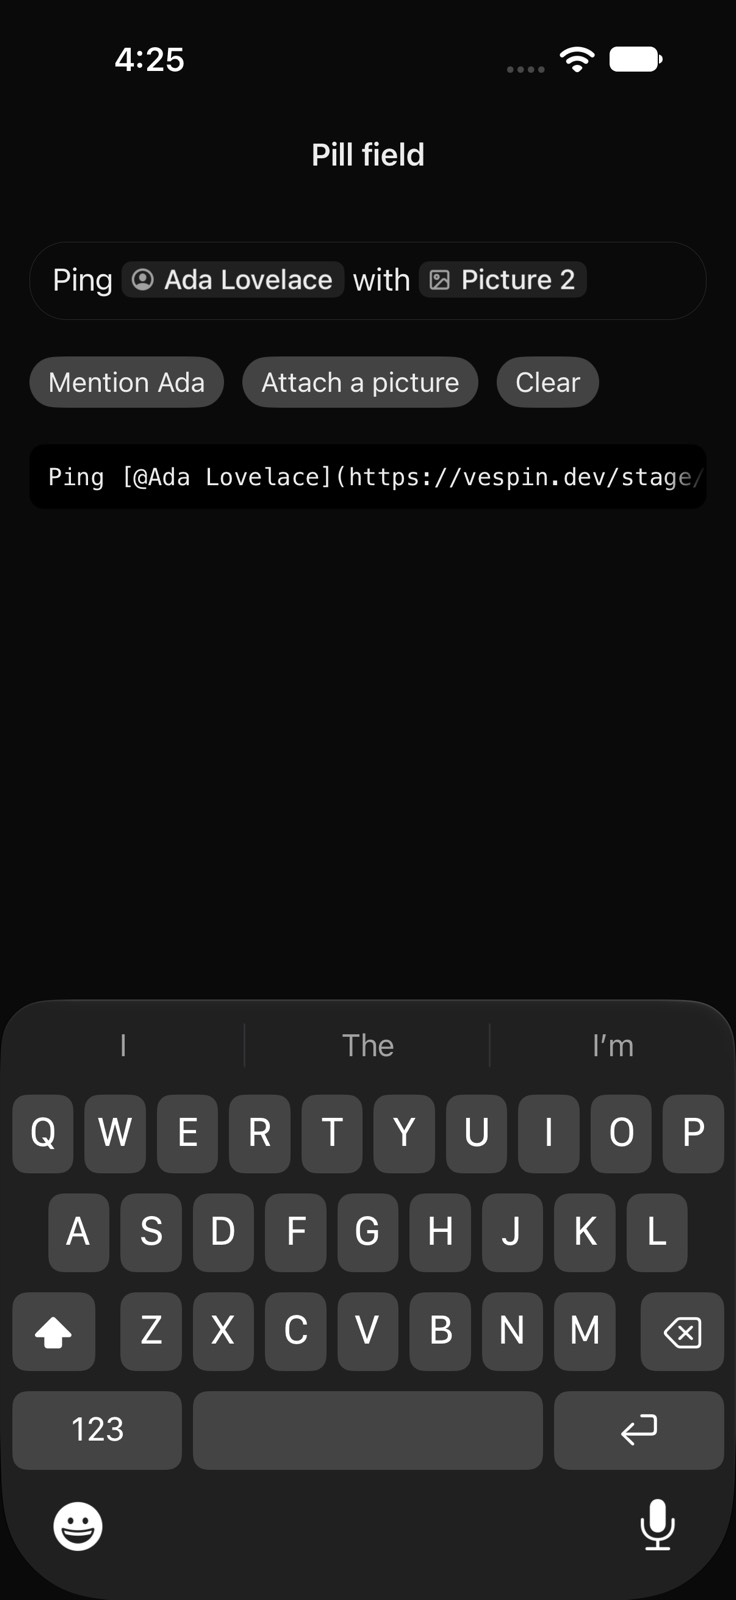 4:25
Pill field
Ping Ada Lovelace with Picture 2
Mention Ada Attach a picture Clear
Ping [@Ada Lovelace](https://vespin.dev/stage/
I The I’m
Q W E R T Y U I O P
A S D F G H J K L
Z X C V B N M
123